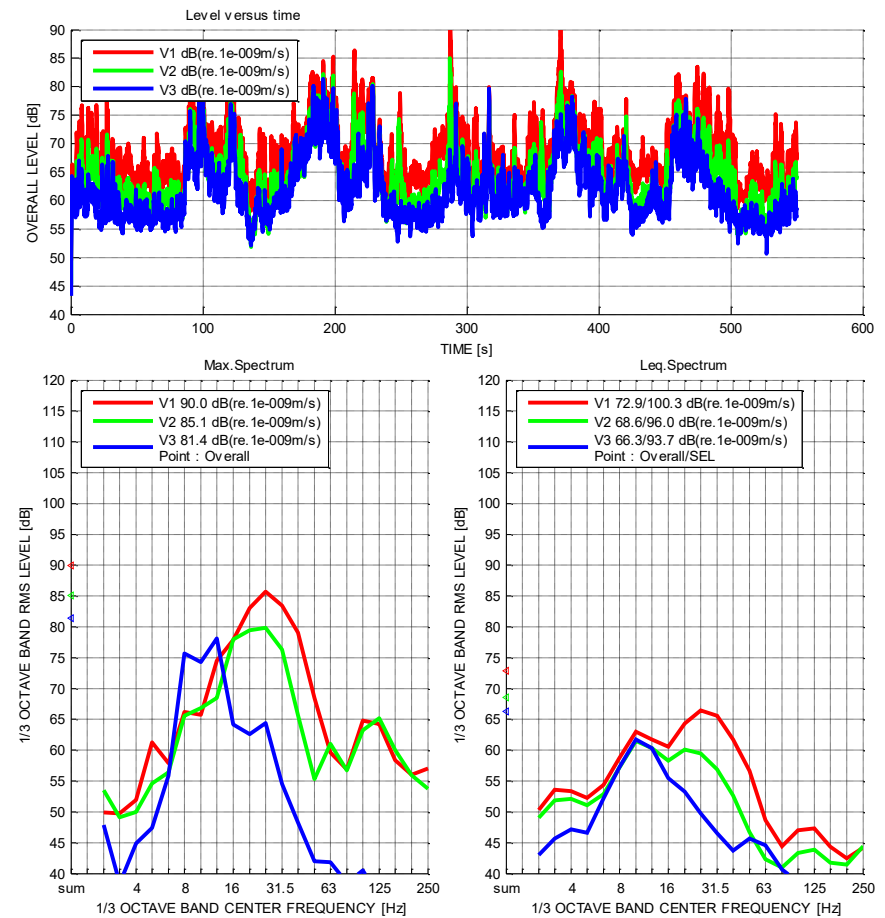 Level versus time
V1 dB(re.1e-009m/s)
V2 dB(re.1e-009m/s)
V3 dB(re.1e-009m/s)
OVERALL LEVEL [dB]
90
85
80
75
70
65
60
55
50
45
40
0 100 200 300 400 500 600
TIME [s]
Max.Spectrum
V1 90.0 dB(re.1e-009m/s)
V2 85.1 dB(re.1e-009m/s)
V3 81.4 dB(re.1e-009m/s)
Point : Overall
1/3 OCTAVE BAND RMS LEVEL [dB]
120
115
110
105
100
95
90
85
80
75
70
65
60
55
50
45
40
sum 4 8 16 31.5 63 125 250
1/3 OCTAVE BAND CENTER FREQUENCY [Hz]
Leq.Spectrum
V1 72.9/100.3 dB(re.1e-009m/s)
V2 68.6/96.0 dB(re.1e-009m/s)
V3 66.3/93.7 dB(re.1e-009m/s)
Point : Overall/SEL
1/3 OCTAVE BAND RMS LEVEL [dB]
120
115
110
105
100
95
90
85
80
75
70
65
60
55
50
45
40
sum 4 8 16 31.5 63 125 250
1/3 OCTAVE BAND CENTER FREQUENCY [Hz]